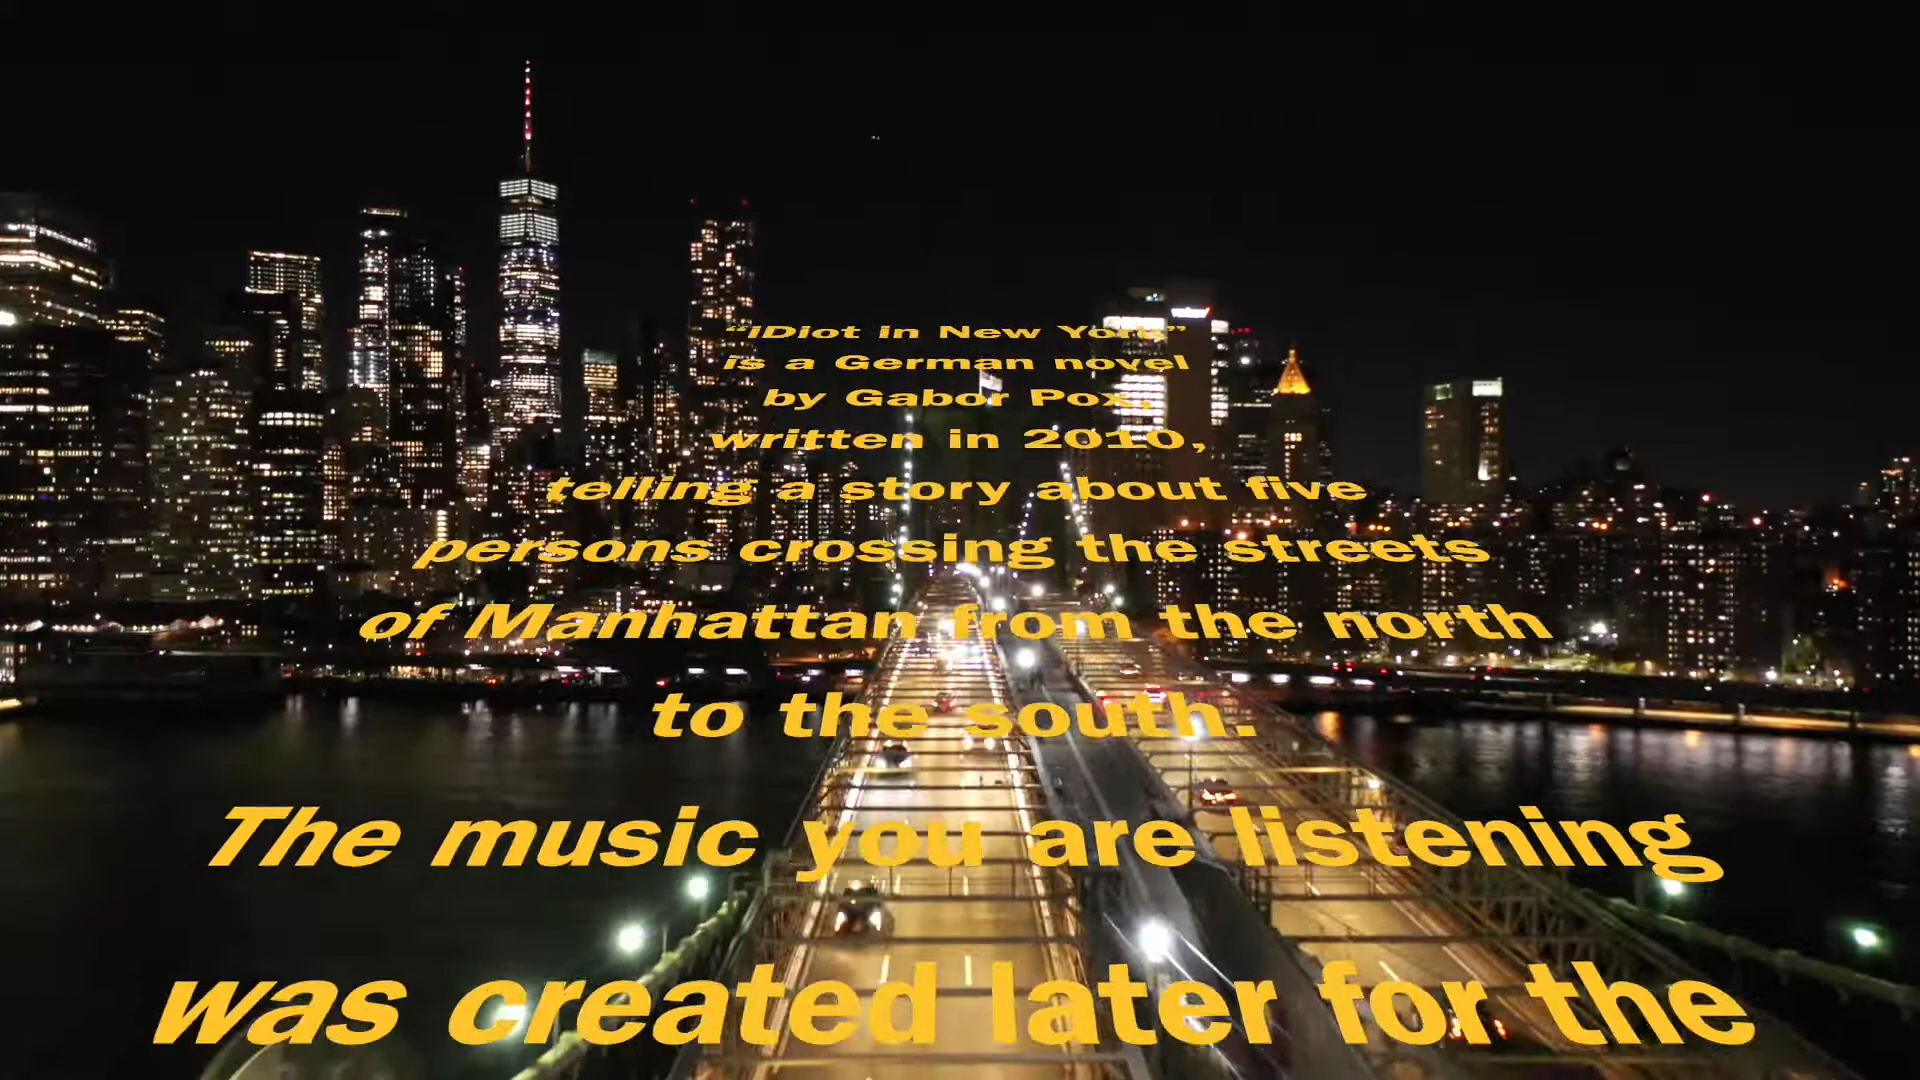 “IDiot in New York”
is a German novel
by Gabor Pox,
written in 2010,
telling a story about five
persons crossing the streets
of Manhattan from the north
to the south.
The music you are listening
was created later for the